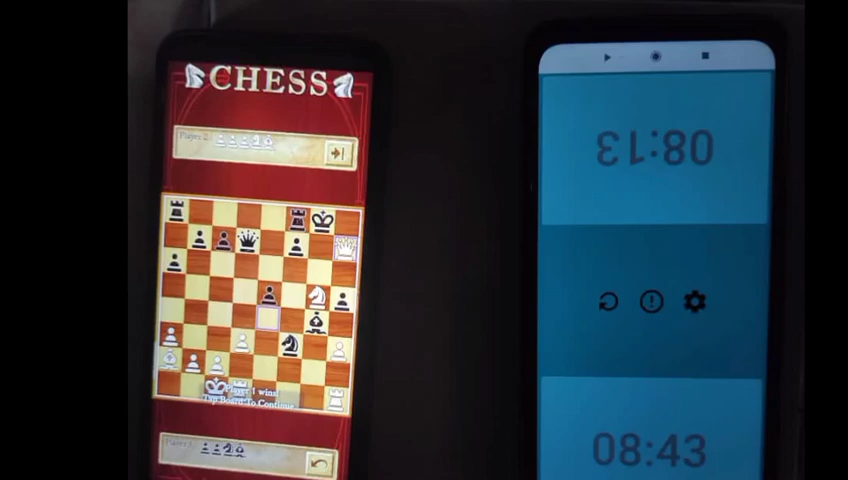 CHESS
Player 2
Player 1 wins!
Tap Board To Continue
Player 1
08:13
08:43